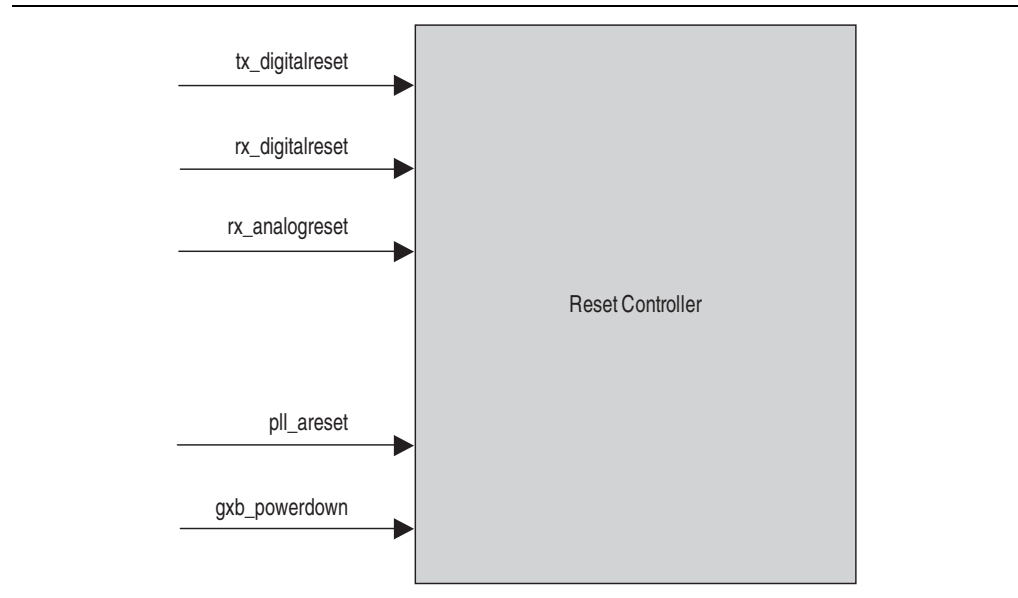 tx_digitalreset
rx_digitalreset
rx_analogreset
Reset Controller
pll_areset
gxb_powerdown